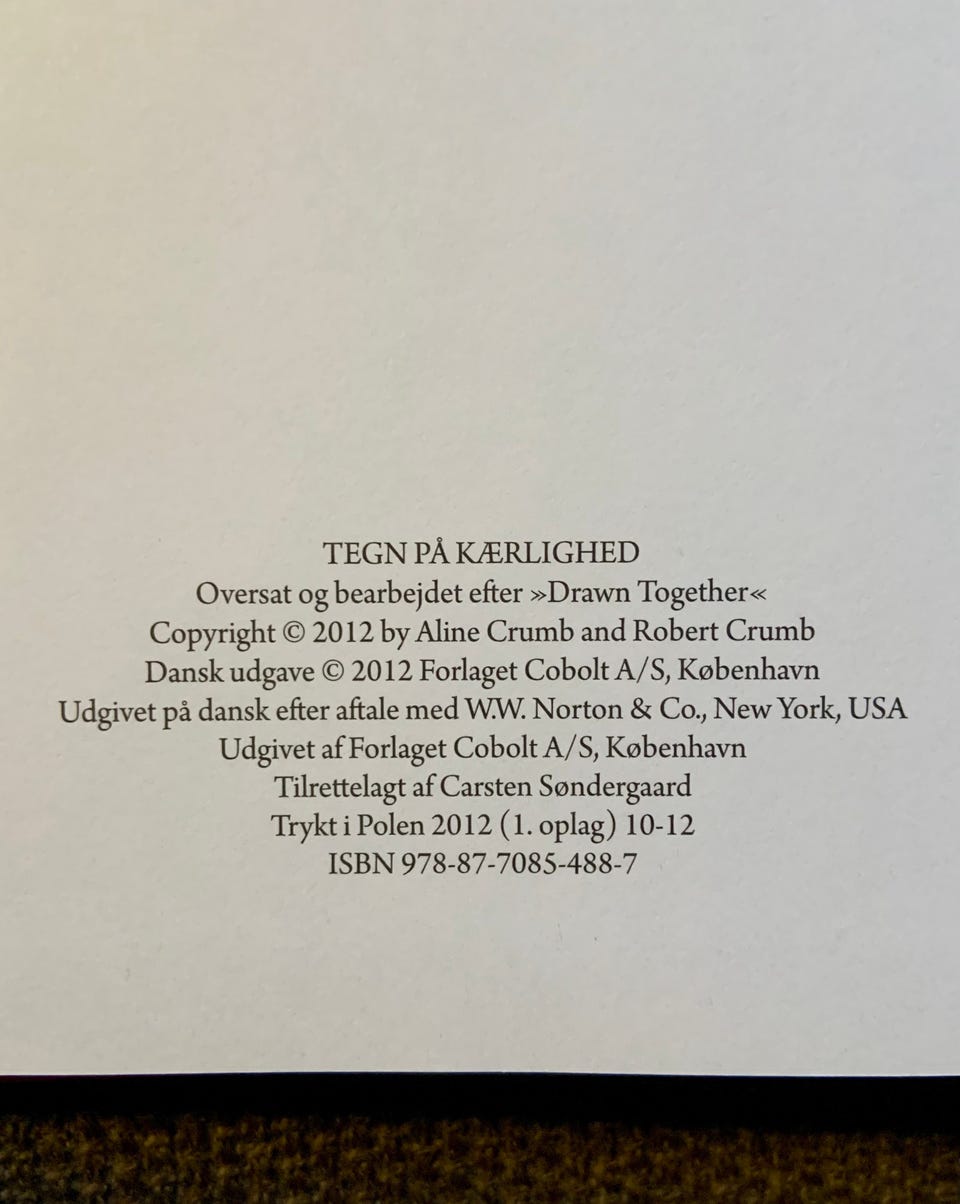 TEGN PÅ KÆRLIGHED
Oversat og bearbejdet efter »Drawn Together«
Copyright © 2012 by Aline Crumb and Robert Crumb
Dansk udgave © 2012 Forlaget Cobolt A/S, København
Udgivet på dansk efter aftale med W.W. Norton & Co., New York, USA
Udgivet af Forlaget Cobolt A/S, København
Tilrettelagt af Carsten Søndergaard
Trykt i Polen 2012 (1. oplag) 10-12
ISBN 978-87-7085-488-7